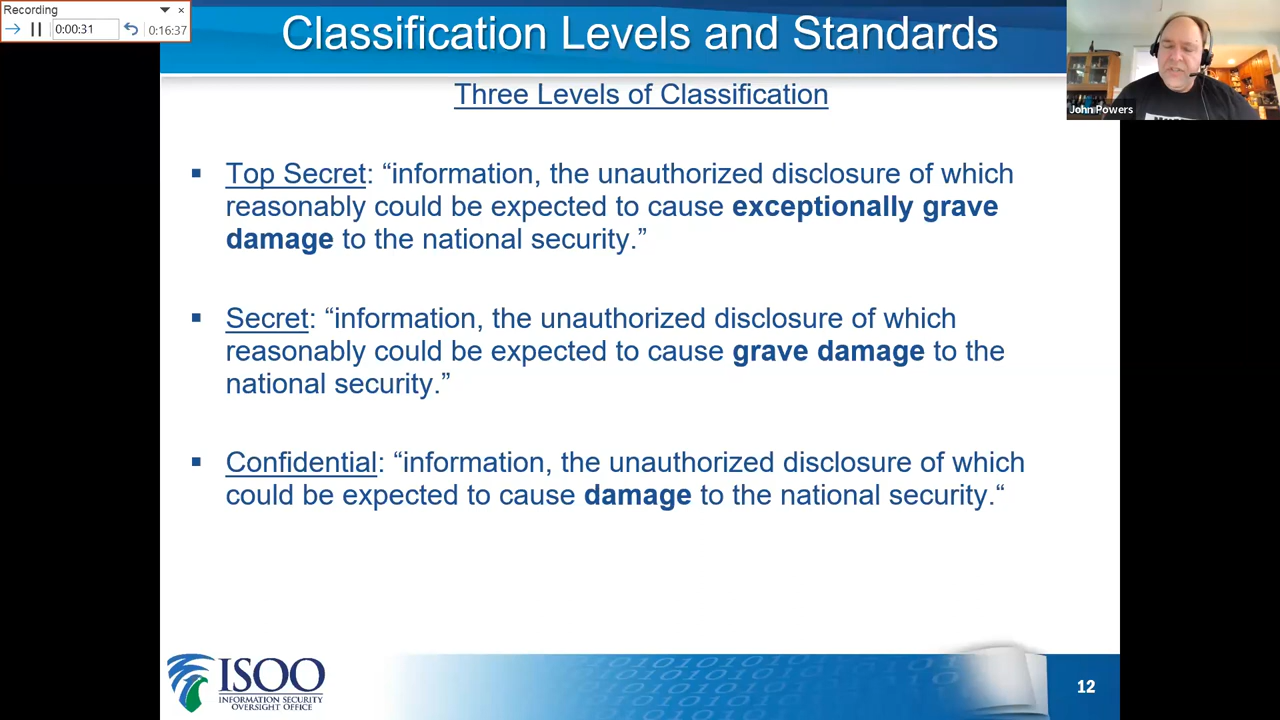 Recording
0:00:31
0:16:37
Classification Levels and Standards
John Powers
Three Levels of Classification
▪ Top Secret: “information, the unauthorized disclosure of which
reasonably could be expected to cause exceptionally grave
damage to the national security.”
▪ Secret: “information, the unauthorized disclosure of which
reasonably could be expected to cause grave damage to the
national security.”
▪ Confidential: “information, the unauthorized disclosure of which
could be expected to cause damage to the national security.“
ISOO
INFORMATION SECURITY
OVERSIGHT OFFICE
12